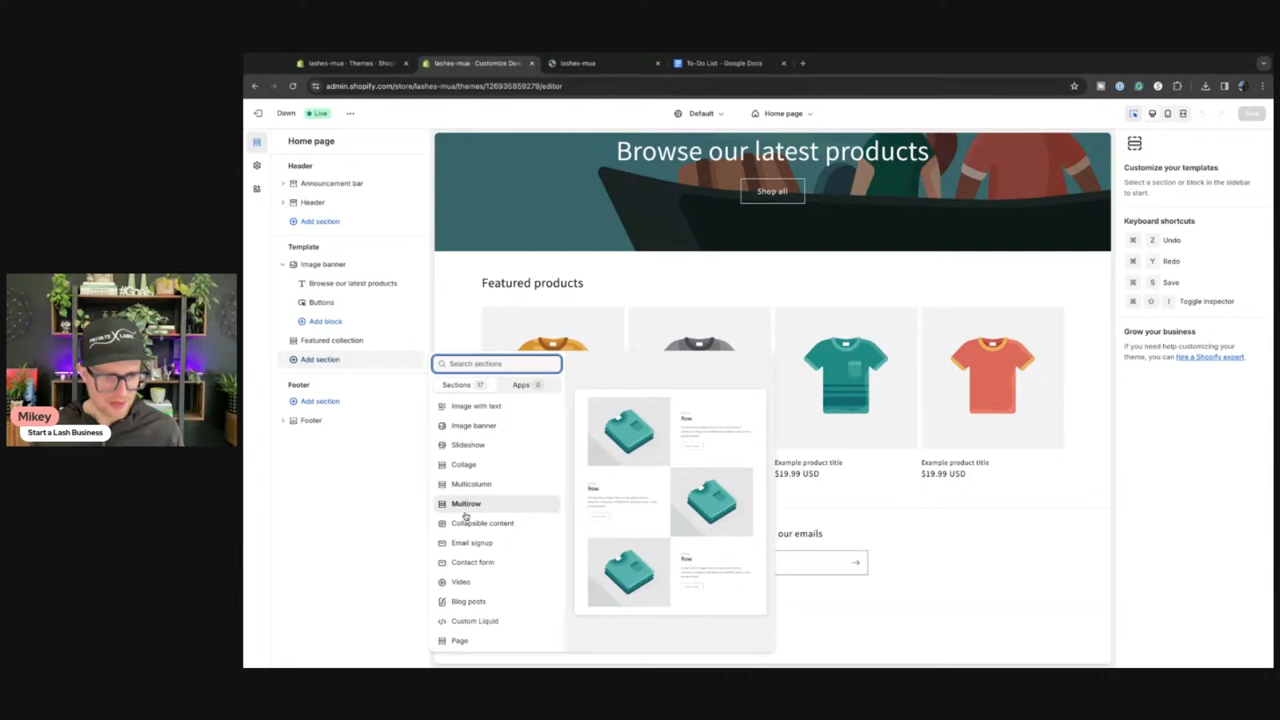 lashes-mua - Themes · Shop
lashes-mua · Customize Daw
lashes-mua
To-Do List - Google Docs
admin.shopify.com/store/lashes-mua/themes/126935859279/editor
Dawn
Live
Default
Home page
Save
Home page
Header
Announcement bar
Header
Add section
Template
Image banner
Browse our latest products
Buttons
Add block
Featured collection
Add section
Footer
Add section
Footer
Search sections
Sections 17
Apps 0
Image with text
Image banner
Slideshow
Collage
Multicolumn
Multirow
Collapsible content
Email signup
Contact form
Video
Blog posts
Custom Liquid
Page
Row
Row
Row
Browse our latest products
Shop all
Featured products
Example product title
$19.99 USD
Example product title
$19.99 USD
our emails
Customize your templates
Select a section or block in the sidebar
to start.
Keyboard shortcuts
⌘ Z Undo
⌘ Y Redo
⌘ S Save
Toggle inspector
Grow your business
If you need help customizing your
theme, you can hire a Shopify expert.
PRIVATE X LABEL
Mikey
Start a Lash Business